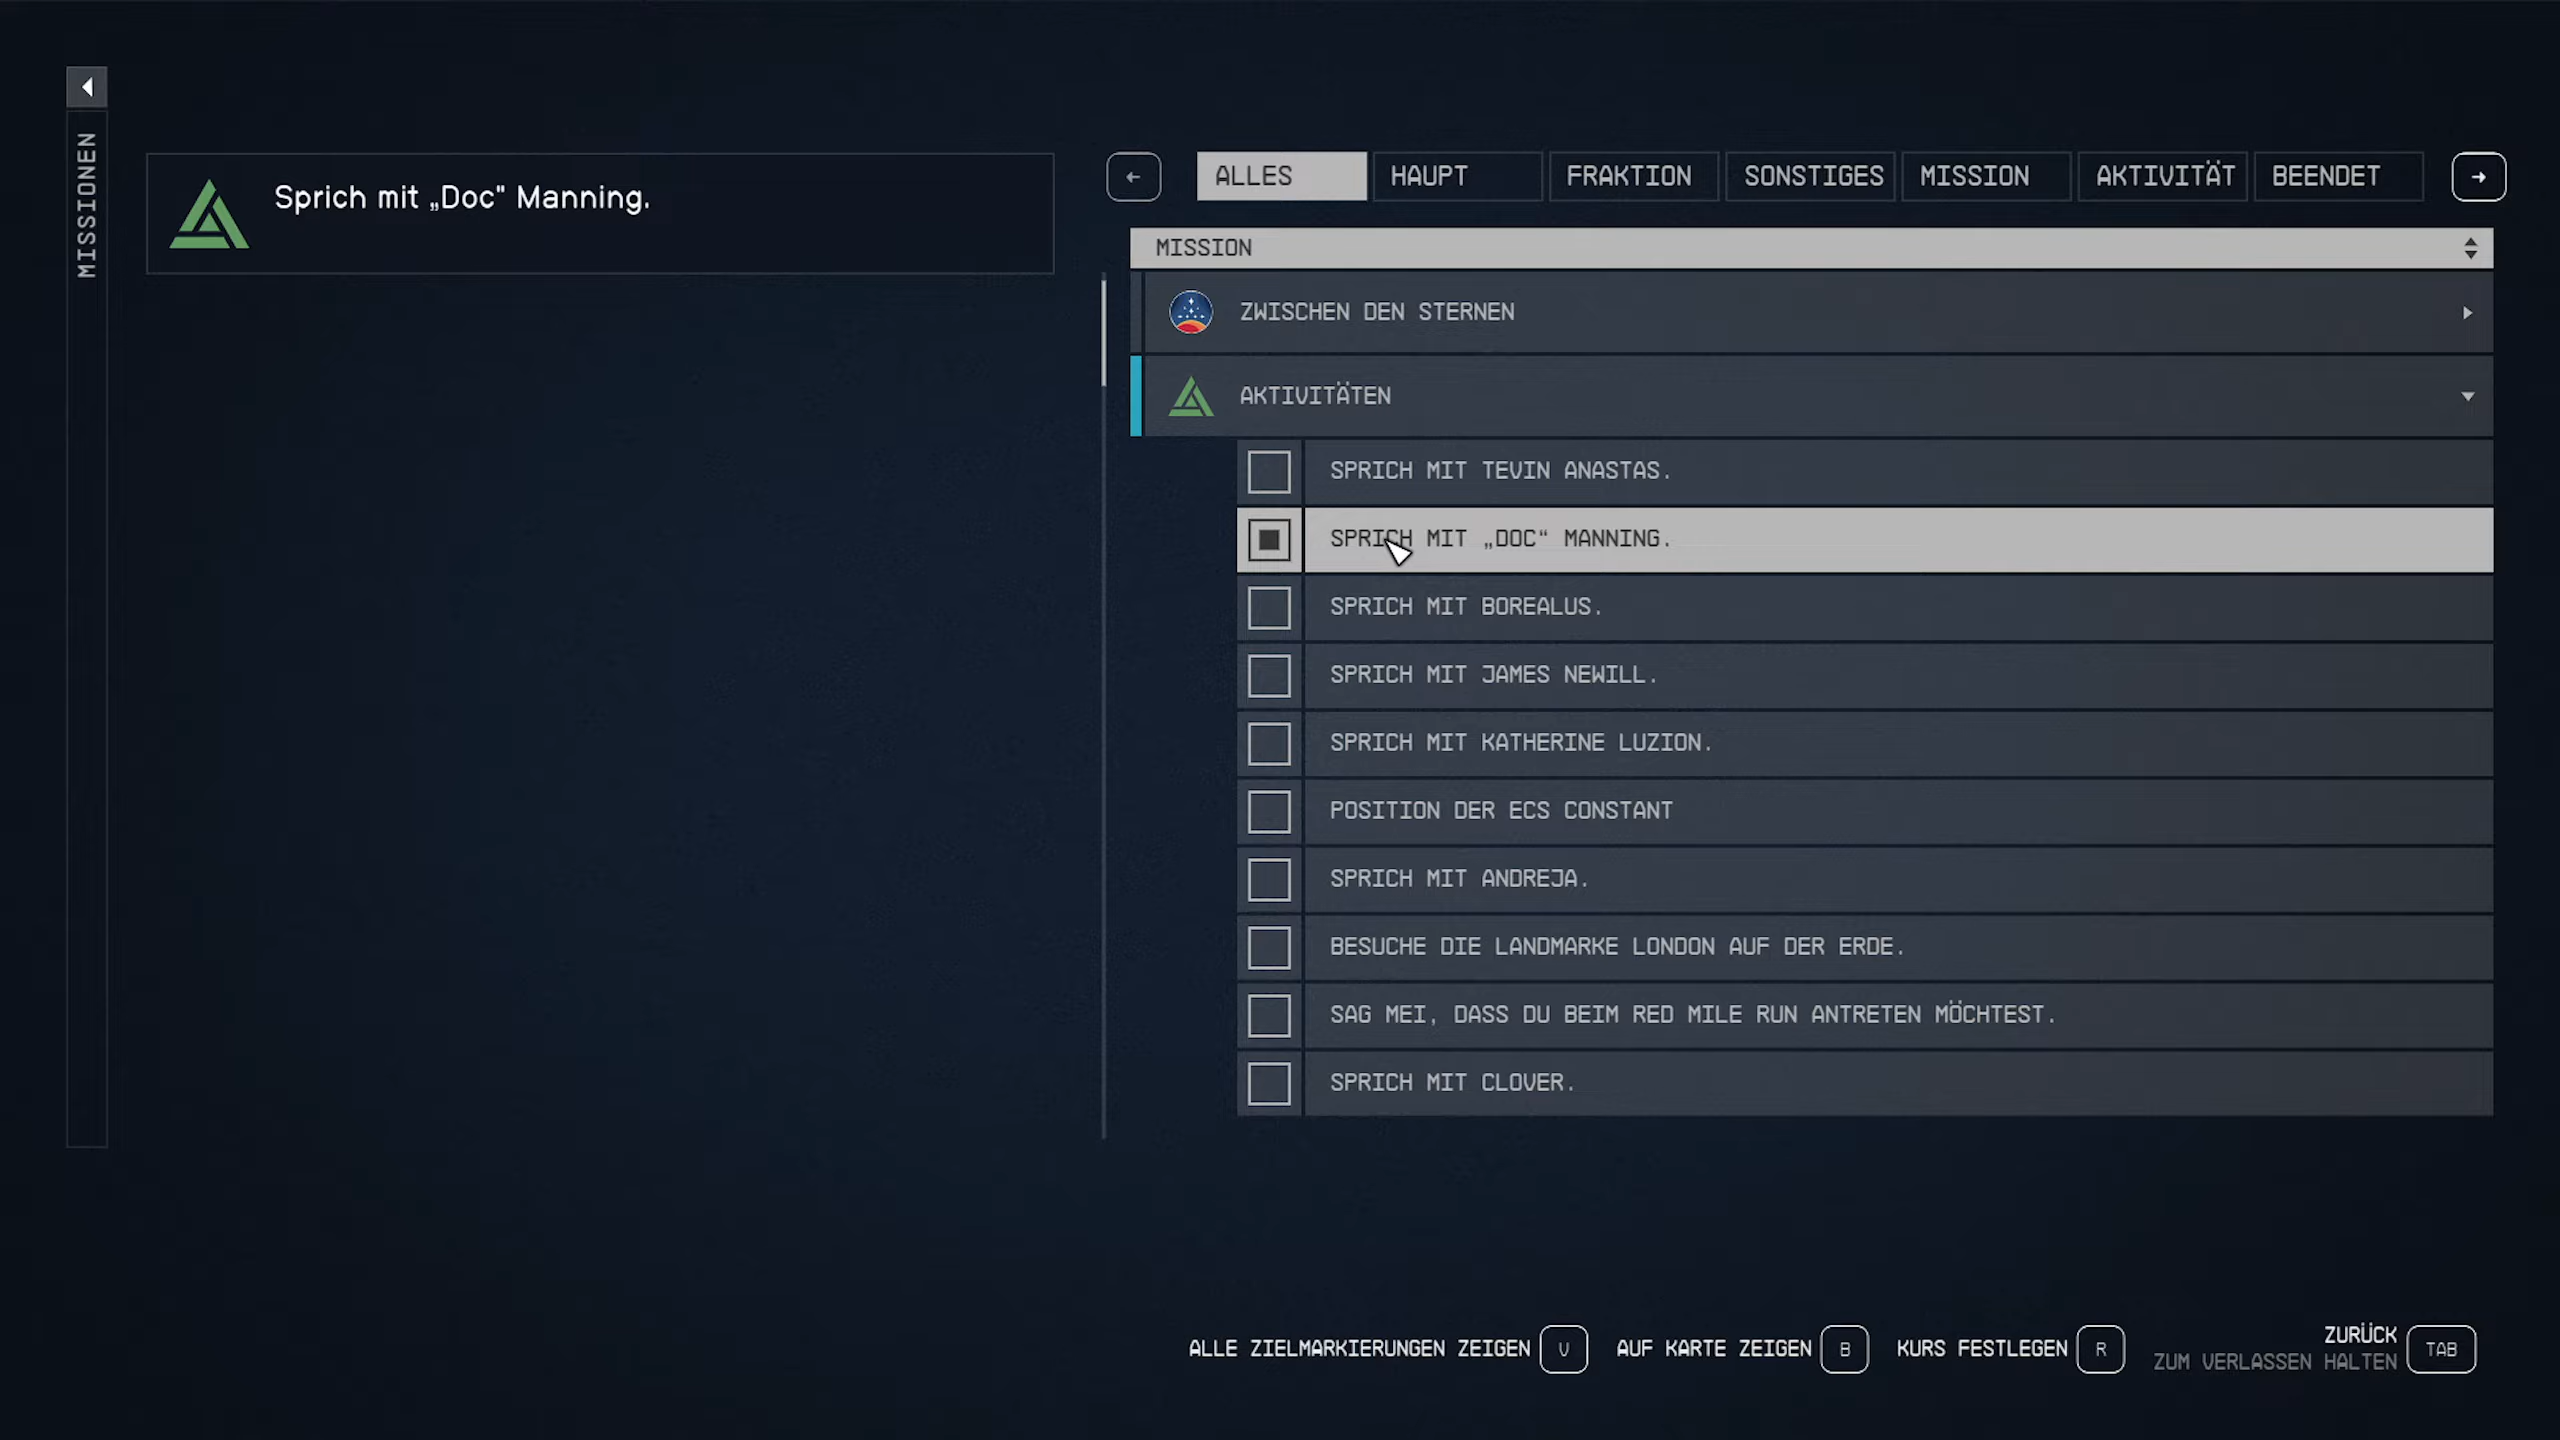 MISSIONEN
Sprich mit „Doc" Manning.
ALLES HAUPT FRAKTION SONSTIGES MISSION AKTIVITÄT BEENDET
MISSION
ZWISCHEN DEN STERNEN
AKTIVITÄTEN
SPRICH MIT TEVIN ANASTAS.
SPRICH MIT „DOC“ MANNING.
SPRICH MIT BOREALUS.
SPRICH MIT JAMES NEWILL.
SPRICH MIT KATHERINE LUZION.
POSITION DER ECS CONSTANT
SPRICH MIT ANDREJA.
BESUCHE DIE LANDMARKE LONDON AUF DER ERDE.
SAG MEI, DASS DU BEIM RED MILE RUN ANTRETEN MÖCHTEST.
SPRICH MIT CLOVER.
ALLE ZIELMARKIERUNGEN ZEIGEN V AUF KARTE ZEIGEN B KURS FESTLEGEN R ZURÜCK TAB
ZUM VERLASSEN HALTEN